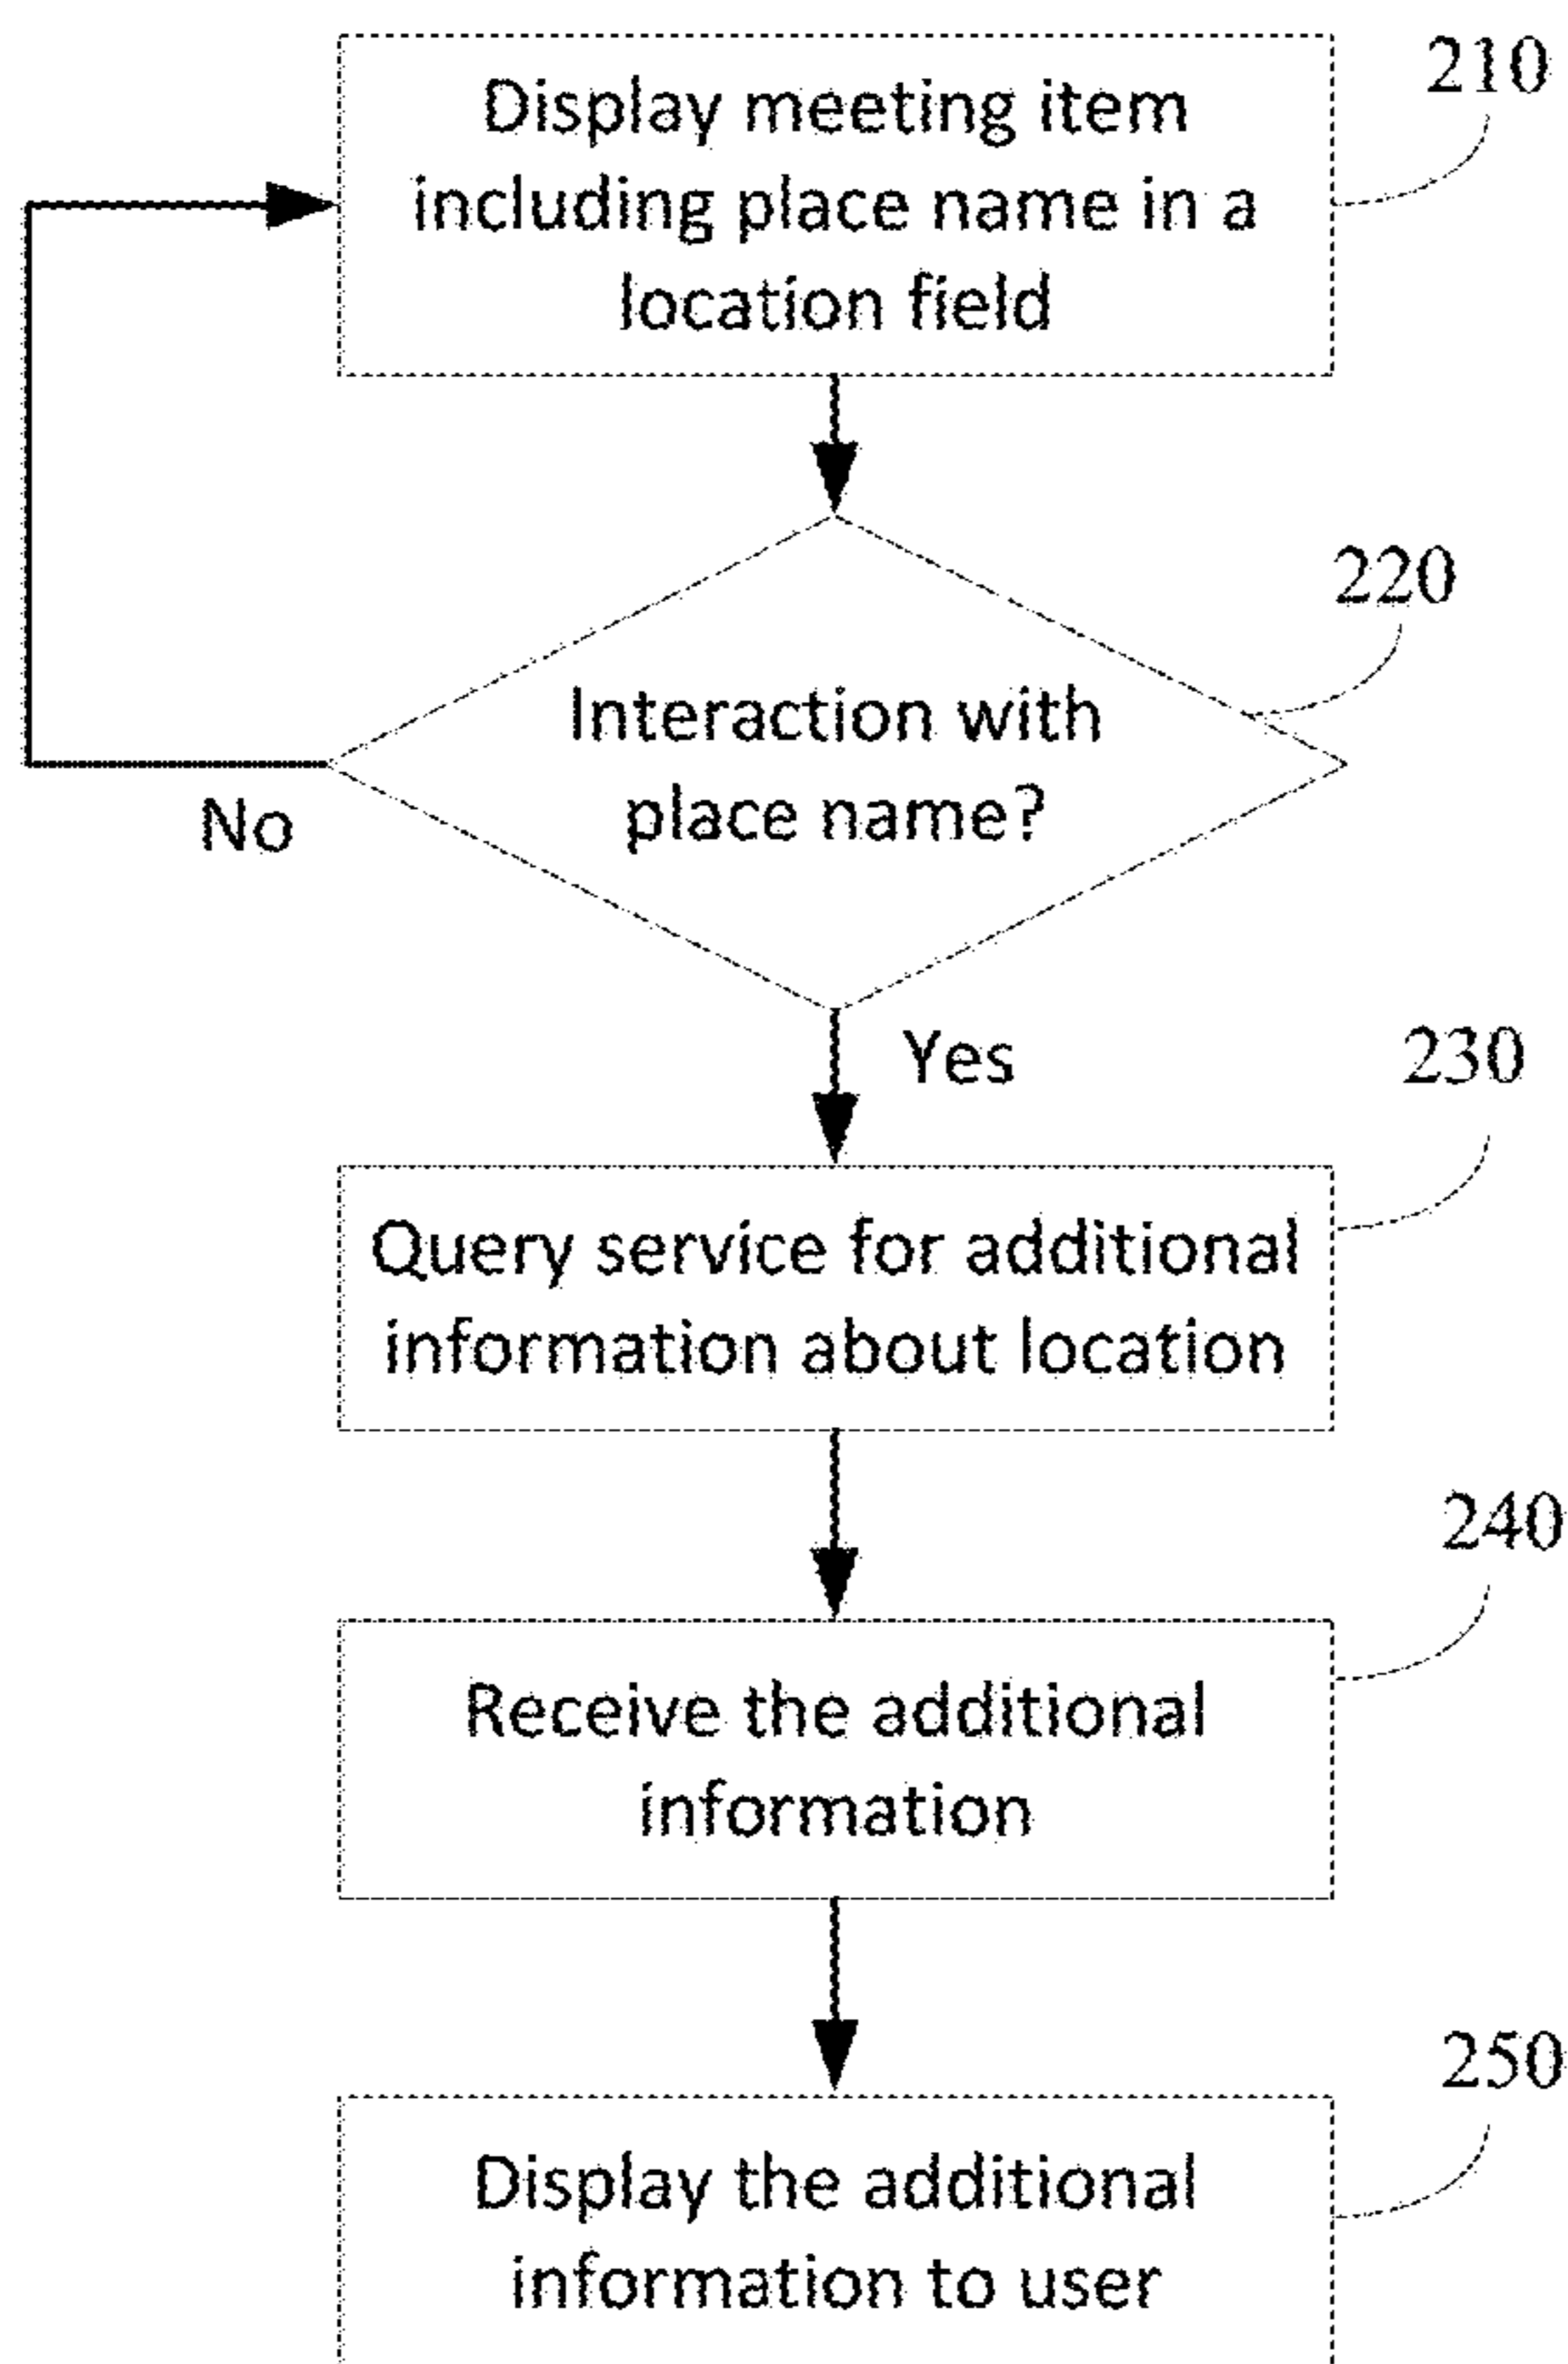 210
Display meeting item
including place name in a
location field
220
Interaction with
place name?
No
Yes
230
Query service for additional
information about location
240
Receive the additional
information
250
Display the additional
information to user